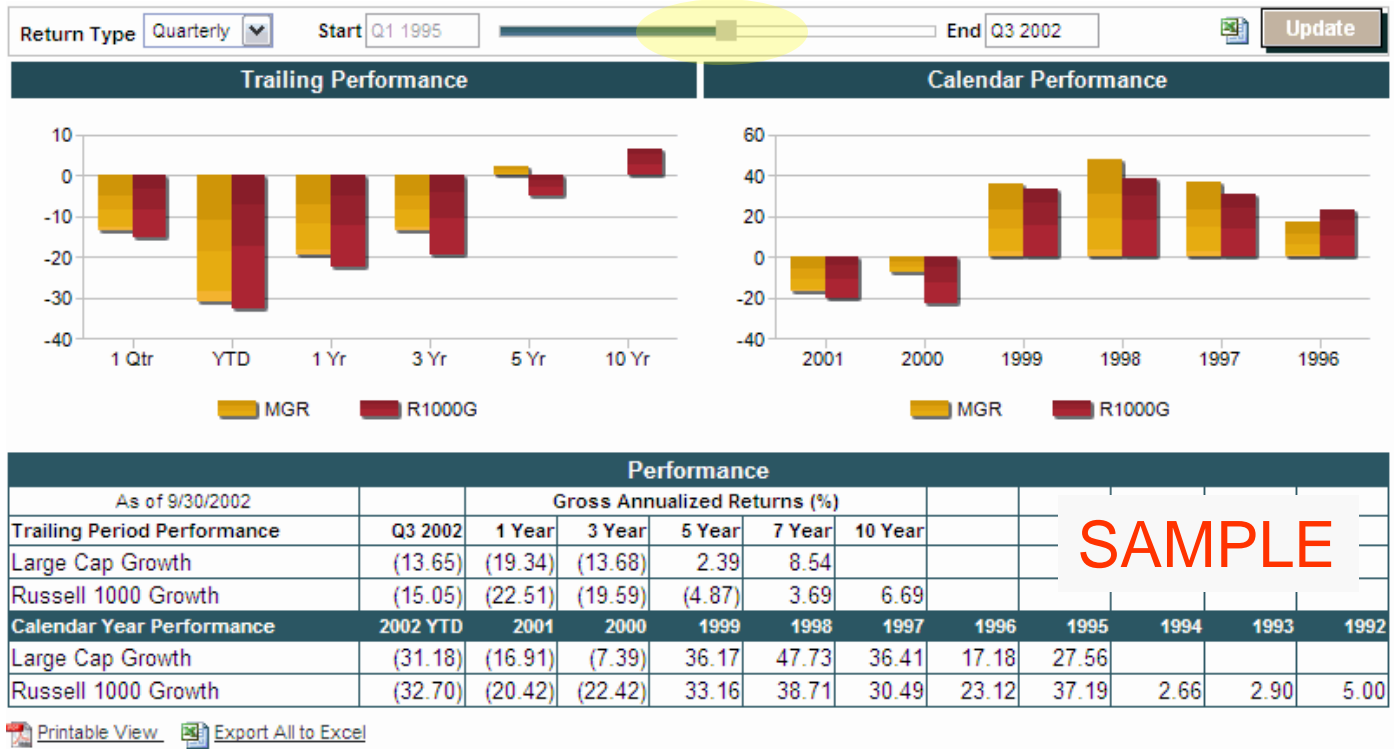 Return Type Quarterly Start Q1 1995 End Q3 2002 Update
Trailing Performance
10
0
-10
-20
-30
-40
1 Qtr YTD 1 Yr 3 Yr 5 Yr 10 Yr
MGR R1000G
Calendar Performance
60
40
20
0
-20
-40
2001 2000 1999 1998 1997 1996
MGR R1000G
Performance
As of 9/30/2002 Gross Annualized Returns (%)
Trailing Period Performance Q3 2002 1 Year 3 Year 5 Year 7 Year 10 Year
Large Cap Growth (13.65) (19.34) (13.68) 2.39 8.54
Russell 1000 Growth (15.05) (22.51) (19.59) (4.87) 3.69 6.69
SAMPLE
Calendar Year Performance 2002 YTD 2001 2000 1999 1998 1997 1996 1995 1994 1993 1992
Large Cap Growth (31.18) (16.91) (7.39) 36.17 47.73 36.41 17.18 27.56
Russell 1000 Growth (32.70) (20.42) (22.42) 33.16 38.71 30.49 23.12 37.19 2.66 2.90 5.00
Printable View Export All to Excel